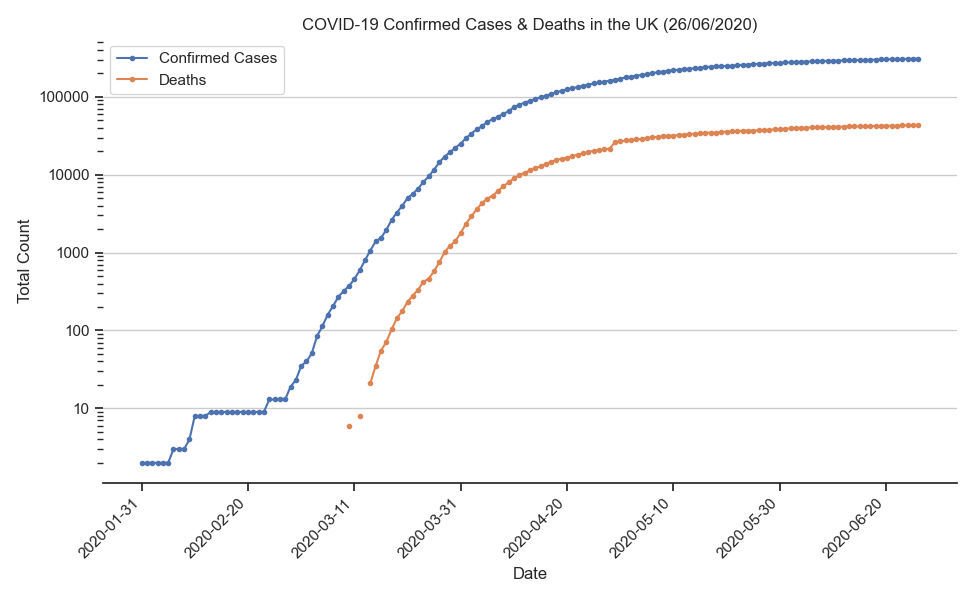 COVID-19 Confirmed Cases & Deaths in the UK (26/06/2020)
Confirmed Cases
Deaths
100000
10000
1000
100
10
Total Count
2020-01-31
2020-02-20
2020-03-11
2020-03-31
2020-04-20
2020-05-10
2020-05-30
2020-06-20
Date